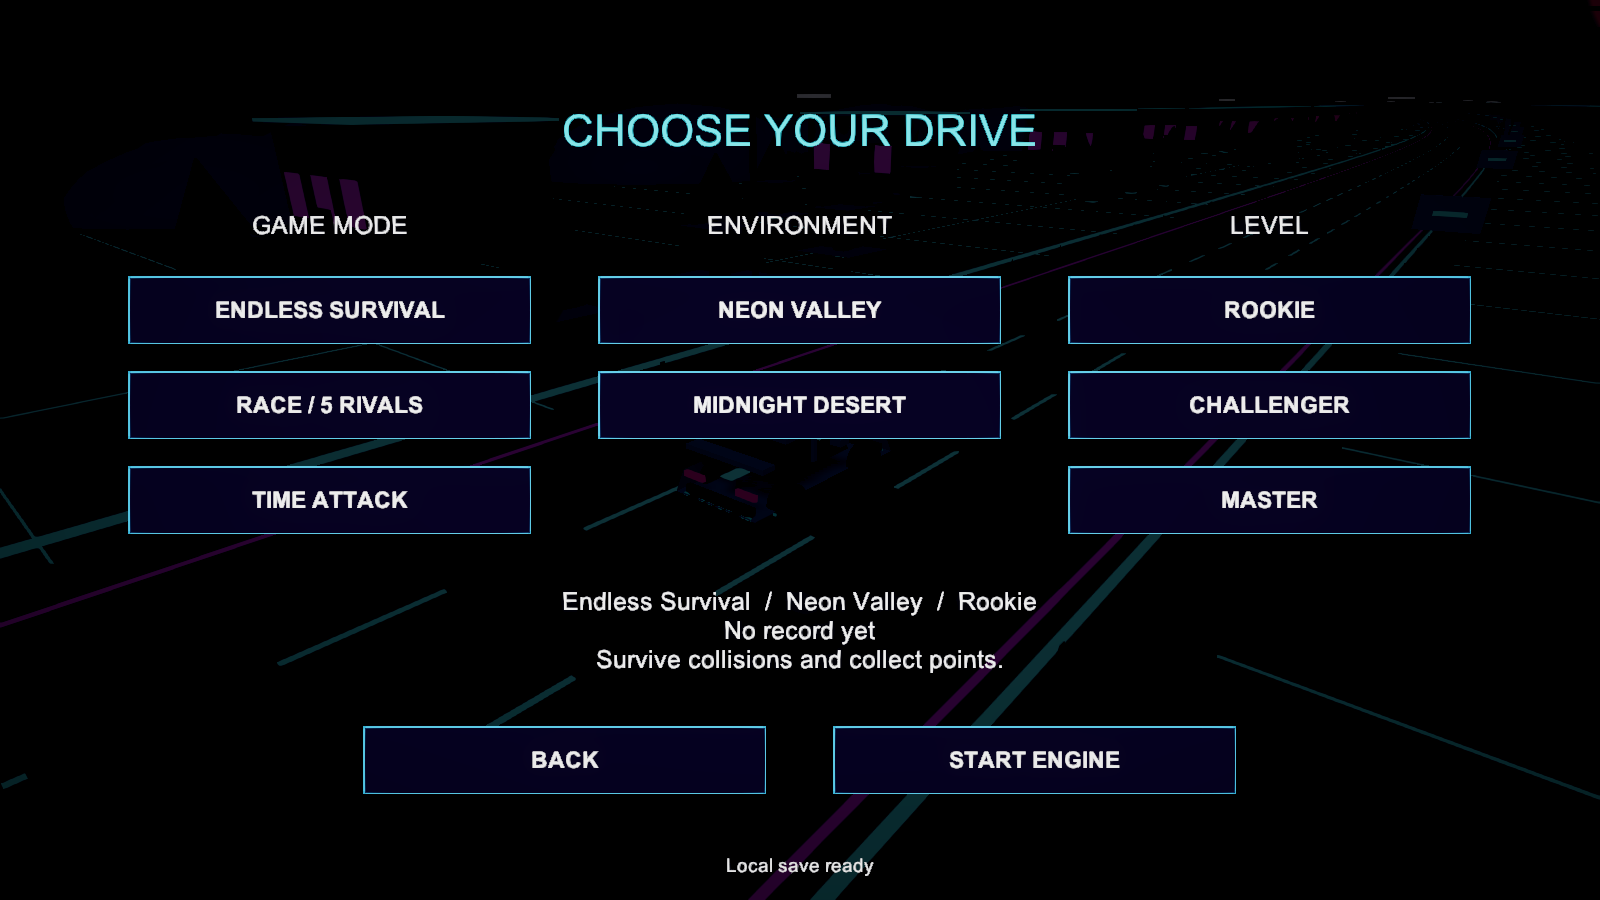 CHOOSE YOUR DRIVE
GAME MODE
ENVIRONMENT
LEVEL
ENDLESS SURVIVAL
NEON VALLEY
ROOKIE
RACE / 5 RIVALS
MIDNIGHT DESERT
CHALLENGER
TIME ATTACK
MASTER
Endless Survival / Neon Valley / Rookie
No record yet
Survive collisions and collect points.
BACK
START ENGINE
Local save ready